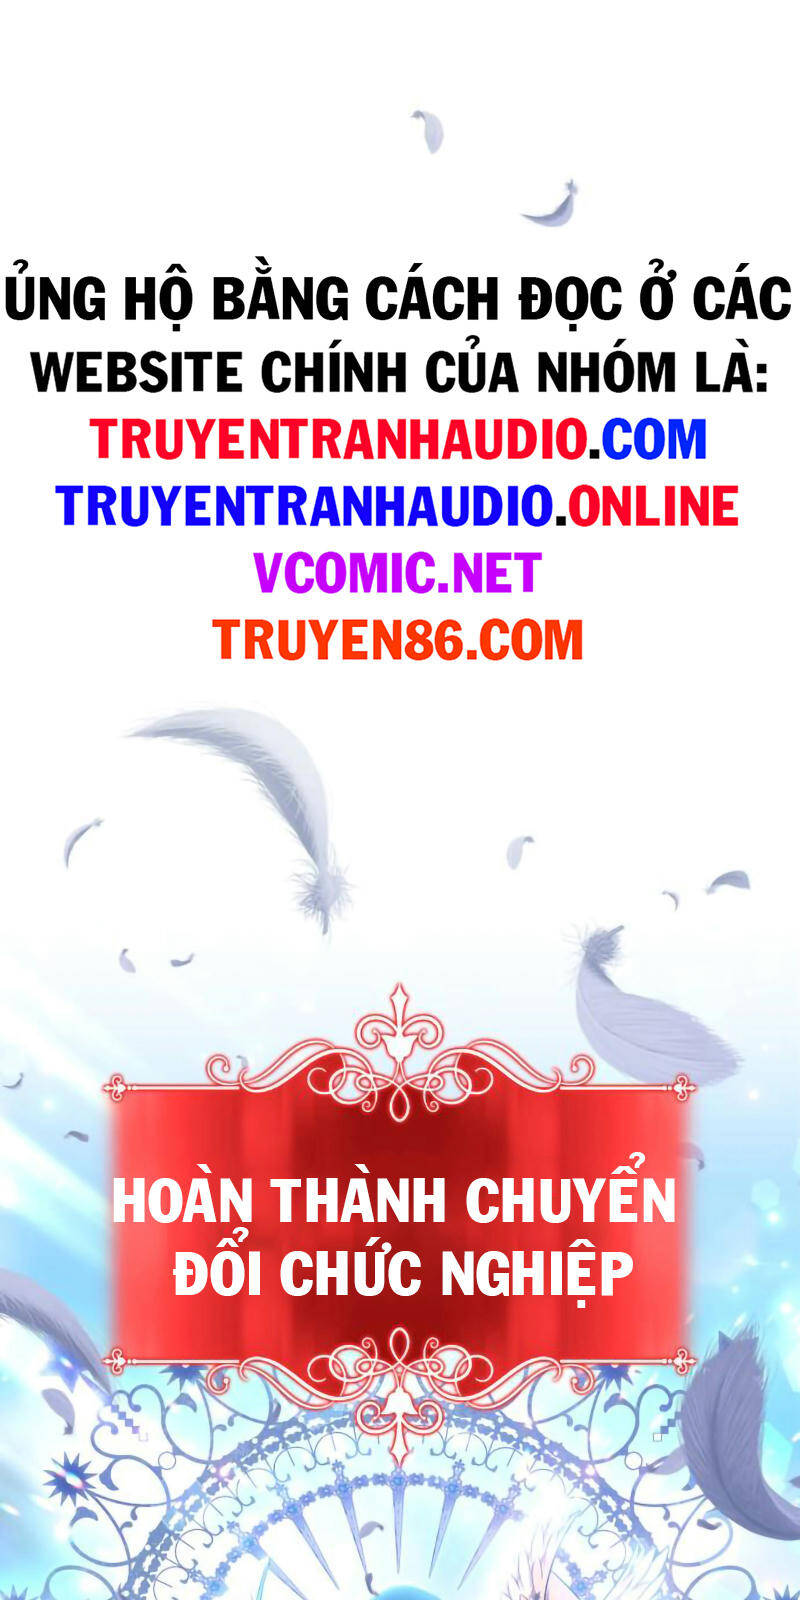 ỦNG HỘ BẰNG CÁCH ĐỌC Ở CÁC
WEBSITE CHÍNH CỦA NHÓM LÀ:
TRUYENTRANHAUDIO.COM
TRUYENTRANHAUDIO.ONLINE
VCOMIC.NET
TRUYEN86.COM
HOÀN THÀNH CHUYỂN
ĐỔI CHỨC NGHIỆP